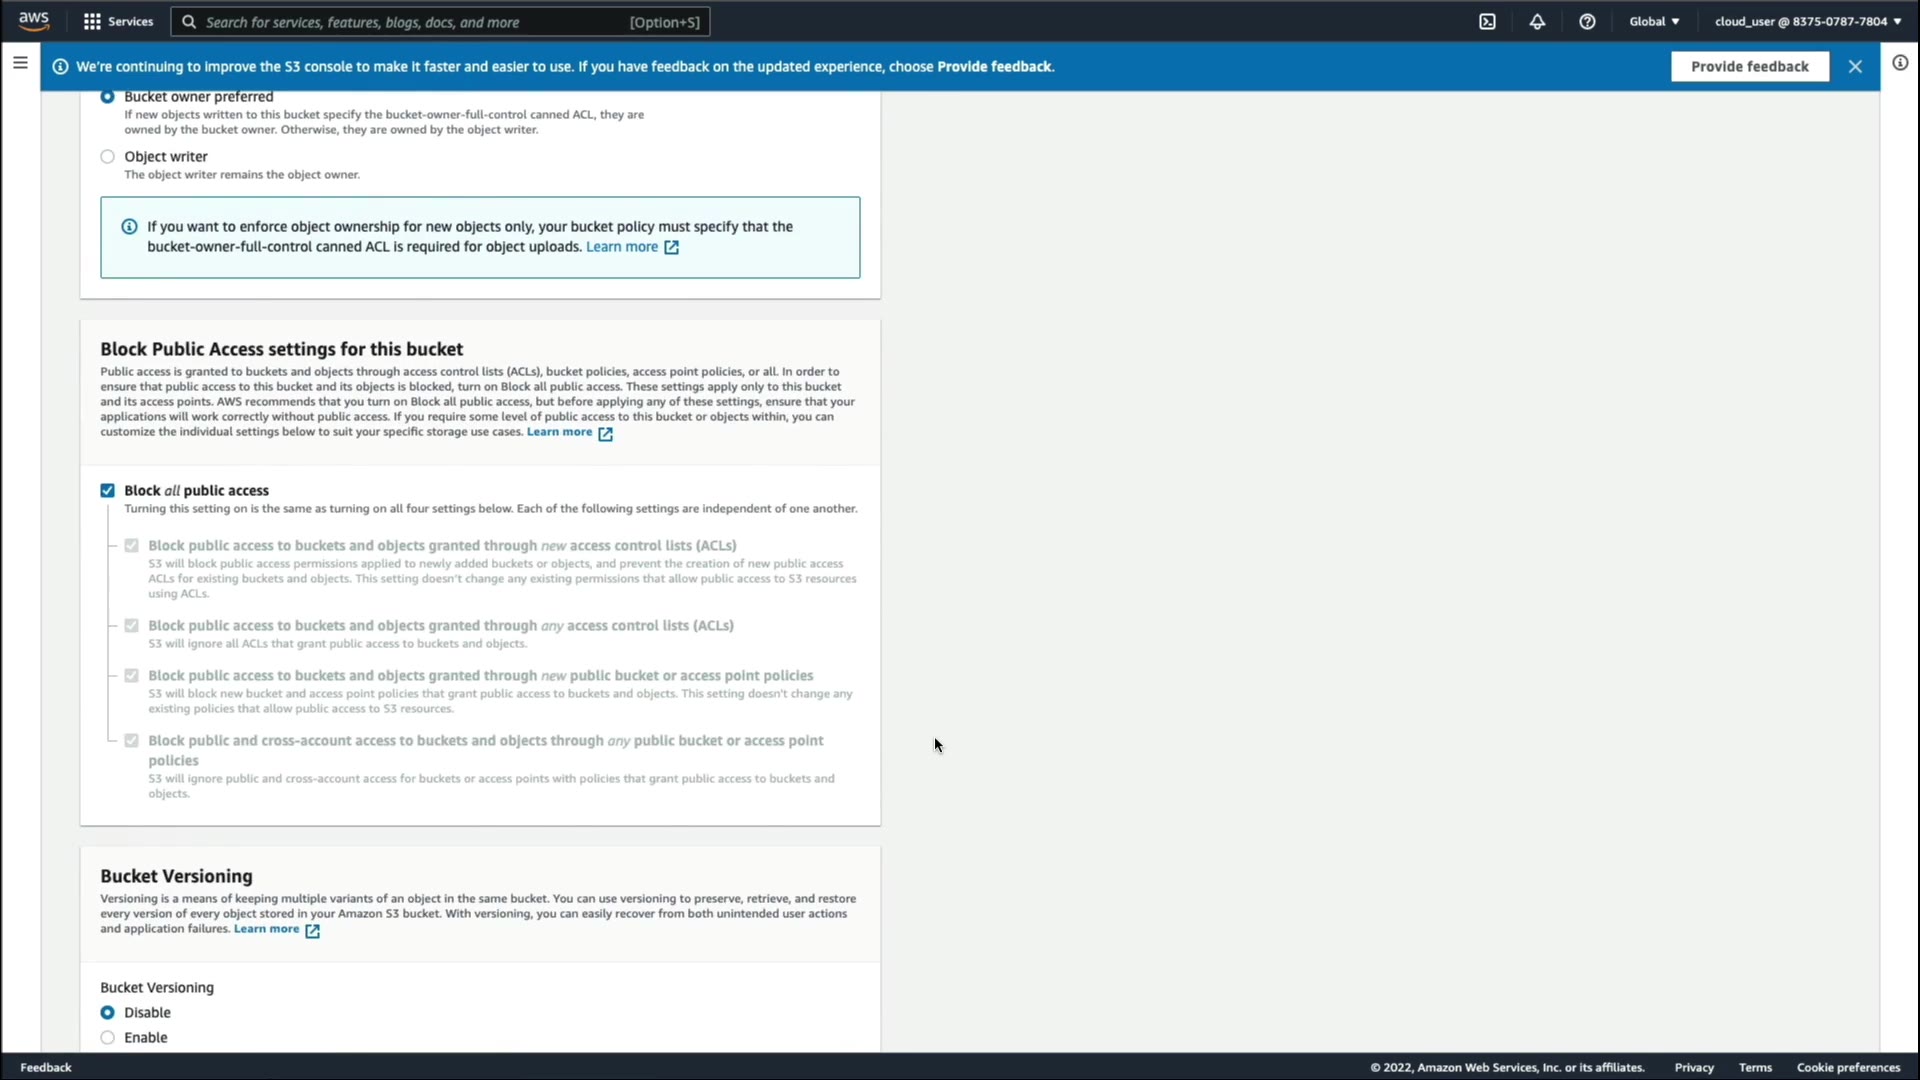 aws
Services
Search for services, features, blogs, docs, and more
[Option+S]
Global
cloud_user @ 8375-0787-7804
We're continuing to improve the S3 console to make it faster and easier to use. If you have feedback on the updated experience, choose Provide feedback.
Provide feedback
Bucket owner preferred
If new objects written to this bucket specify the bucket-owner-full-control canned ACL, they are
owned by the bucket owner. Otherwise, they are owned by the object writer.
Object writer
The object writer remains the object owner.
If you want to enforce object ownership for new objects only, your bucket policy must specify that the
bucket-owner-full-control canned ACL is required for object uploads. Learn more
Block Public Access settings for this bucket
Public access is granted to buckets and objects through access control lists (ACLs), bucket policies, access point policies, or all. In order to
ensure that public access to this bucket and its objects is blocked, turn on Block all public access. These settings apply only to this bucket
and its access points. AWS recommends that you turn on Block all public access, but before applying any of these settings, ensure that your
applications will work correctly without public access. If you require some level of public access to this bucket or objects within, you can
customize the individual settings below to suit your specific storage use cases. Learn more
Block all public access
Turning this setting on is the same as turning on all four settings below. Each of the following settings are independent of one another.
Block public access to buckets and objects granted through new access control lists (ACLs)
S3 will block public access permissions applied to newly added buckets or objects, and prevent the creation of new public access
ACLs for existing buckets and objects. This setting doesn't change any existing permissions that allow public access to S3 resources
using ACLs.
Block public access to buckets and objects granted through any access control lists (ACLs)
S3 will ignore all ACLs that grant public access to buckets and objects.
Block public access to buckets and objects granted through new public bucket or access point policies
S3 will block new bucket and access point policies that grant public access to buckets and objects. This setting doesn't change any
existing policies that allow public access to S3 resources.
Block public and cross-account access to buckets and objects through any public bucket or access point
policies
S3 will ignore public and cross-account access for buckets or access points with policies that grant public access to buckets and
objects.
Bucket Versioning
Versioning is a means of keeping multiple variants of an object in the same bucket. You can use versioning to preserve, retrieve, and restore
every version of every object stored in your Amazon S3 bucket. With versioning, you can easily recover from both unintended user actions
and application failures. Learn more
Bucket Versioning
Disable
Enable
Feedback
© 2022, Amazon Web Services, Inc. or its affiliates.
Privacy
Terms
Cookie preferences